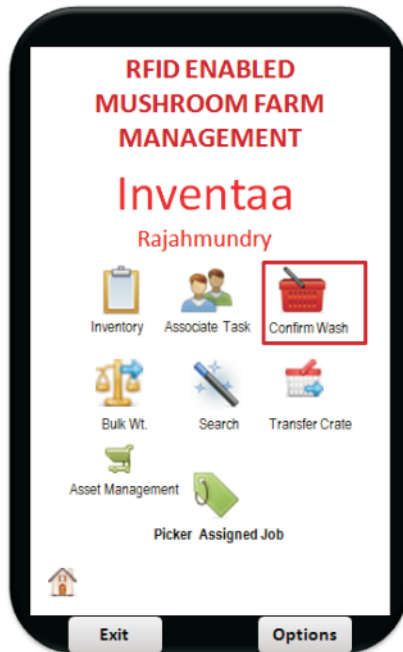 RFID ENABLED
MUSHROOM FARM
MANAGEMENT
Inventaa
Rajahmundry
Inventory
Associate Task
Confirm Wash
Bulk Wt.
Search
Transfer Crate
Asset Management
Picker Assigned Job
Exit
Options